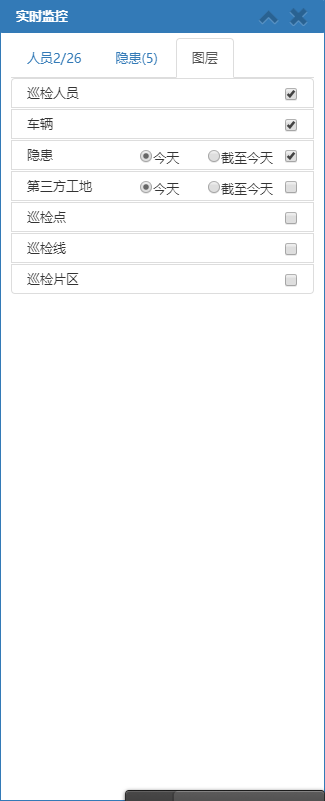 实时监控
人员2/26 隐患(5) 图层
巡检人员
车辆
隐患 今天 截至今天
第三方工地 今天 截至今天
巡检点
巡检线
巡检片区